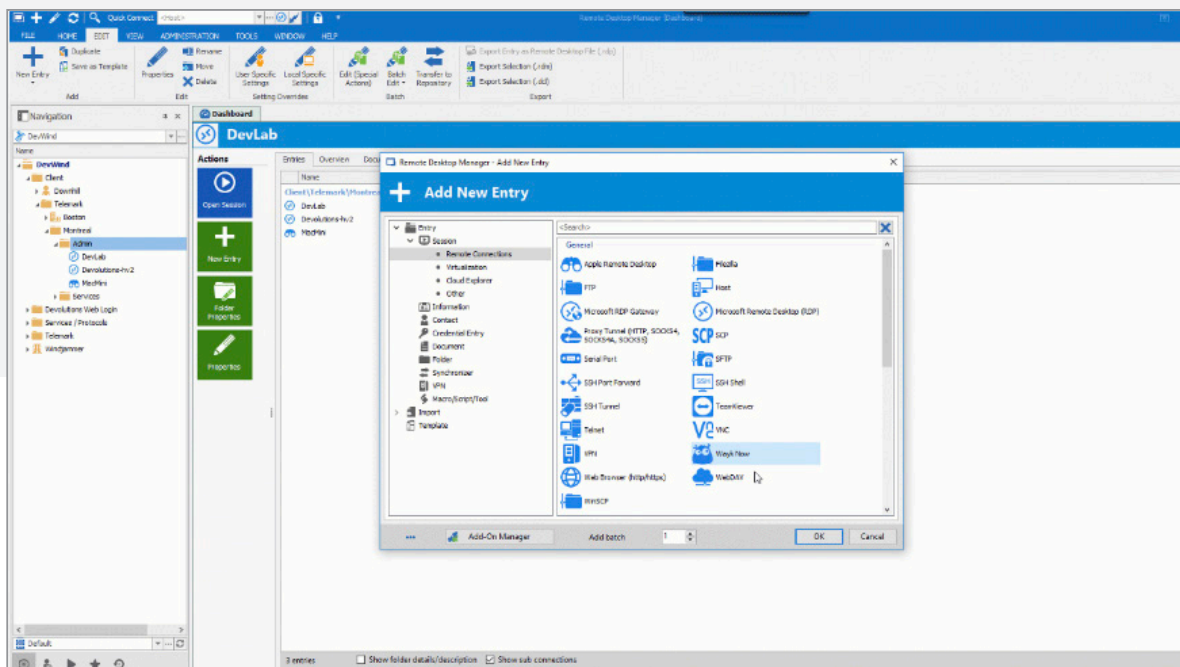 Quick Connect <Host>
Remote Desktop Manager [Dashboard]
FILE HOME EDIT VIEW ADMINISTRATION TOOLS WINDOW HELP
New Entry
Duplicate
Save as Template
Add
Properties
Rename
Move
Delete
Edit
User Specific Settings
Local Specific Settings
Setting Overrides
Edit (Special Actions)
Batch Edit
Transfer to Repository
Batch
Export Entry as Remote Desktop File (.rdp)
Export Selection (.rdm)
Export Selection (.dcf)
Export
Navigation
DevWind
Name
DevWind
Client
Downhill
Telemark
Boston
Montreal
Admin
DevLab
Devolutions-hv2
MacMini
Services
Devolutions Web Login
Services / Protocols
Telemark
Windjammer
Default
Dashboard
DevLab
Actions
Open Session
New Entry
Folder Properties
Properties
Entries Overview
Name
Client\Telemark\Montrea
DevLab
Devolutions-hv2
MacMini
3 entries
Show folder details/description
Show sub connections
Remote Desktop Manager - Add New Entry
Add New Entry
Entry
Session
Remote Connections
Virtualization
Cloud Explorer
Other
Information
Contact
Credential Entry
Document
Folder
Synchronizer
VPN
Macro/Script/Tool
Import
Template
<Search>
General
Apple Remote Desktop
Filezilla
FTP
Host
Microsoft RDP Gateway
Microsoft Remote Desktop (RDP)
Proxy Tunnel (HTTP, SOCKS4, SOCKS4A, SOCKS5)
SCP SCP
Serial Port
SFTP
SSH Port Forward
SSH SSH Shell
SSH Tunnel
TeamViewer
Telnet
VNC
VPN
Wayk Now
Web Browser (http/https)
WebDAV
WinSCP
Add-On Manager
Add batch
1
OK
Cancel